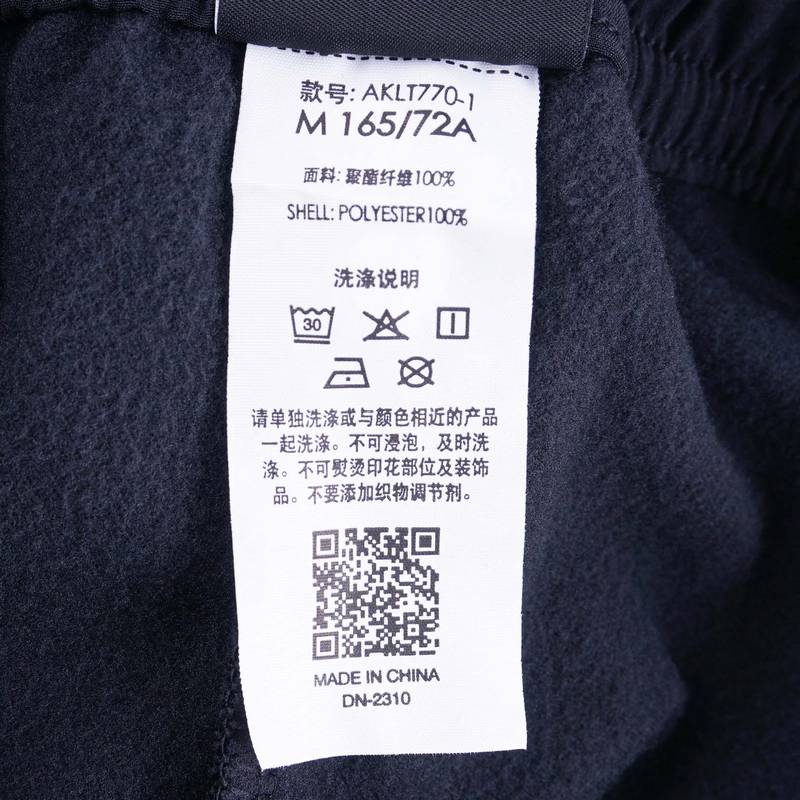 款号: AKLT770-1
M 165/72A
面料: 聚酯纤维100%
SHELL: POLYESTER100%
洗涤说明
30
请单独洗涤或与颜色相近的产品
一起洗涤。不可浸泡，及时洗
涤。不可熨烫印花部位及装饰
品。不要添加织物调节剂。
MADE IN CHINA
DN-2310